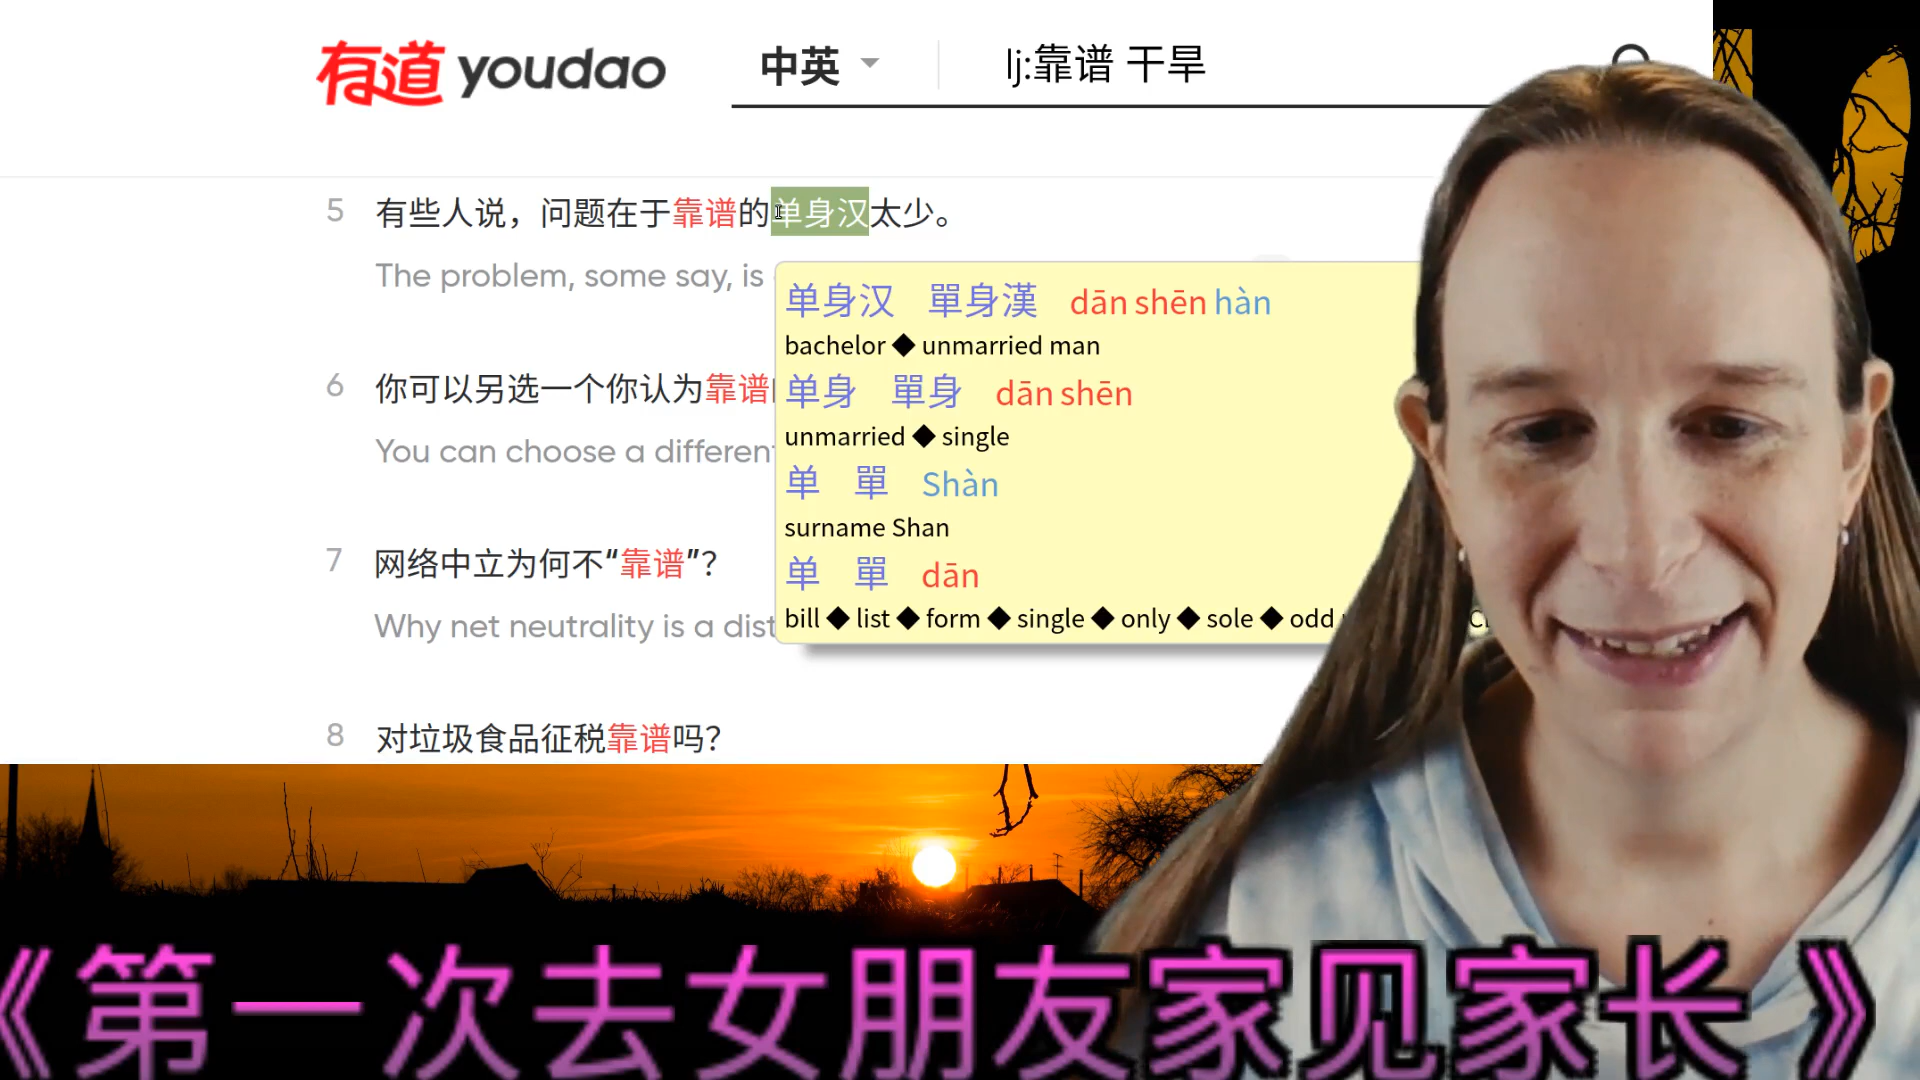 有道 youdao 中英 lj:靠谱 干旱
5 有些人说，问题在于靠谱的单身汉太少。
The problem, some say, is
单身汉 單身漢 dān shēn hàn
bachelor ◆ unmarried man
6 你可以另选一个你认为靠谱
单身 單身 dān shēn
You can choose a different
unmarried ◆ single
单 單 Shàn
surname Shan
7 网络中立为何不“靠谱”？
单 單 dān
Why net neutrality is a
bill ◆ list ◆ form ◆ single ◆ only ◆ sole ◆ odd
8 对垃圾食品征税靠谱吗？
《第一次去女朋友家见家长》